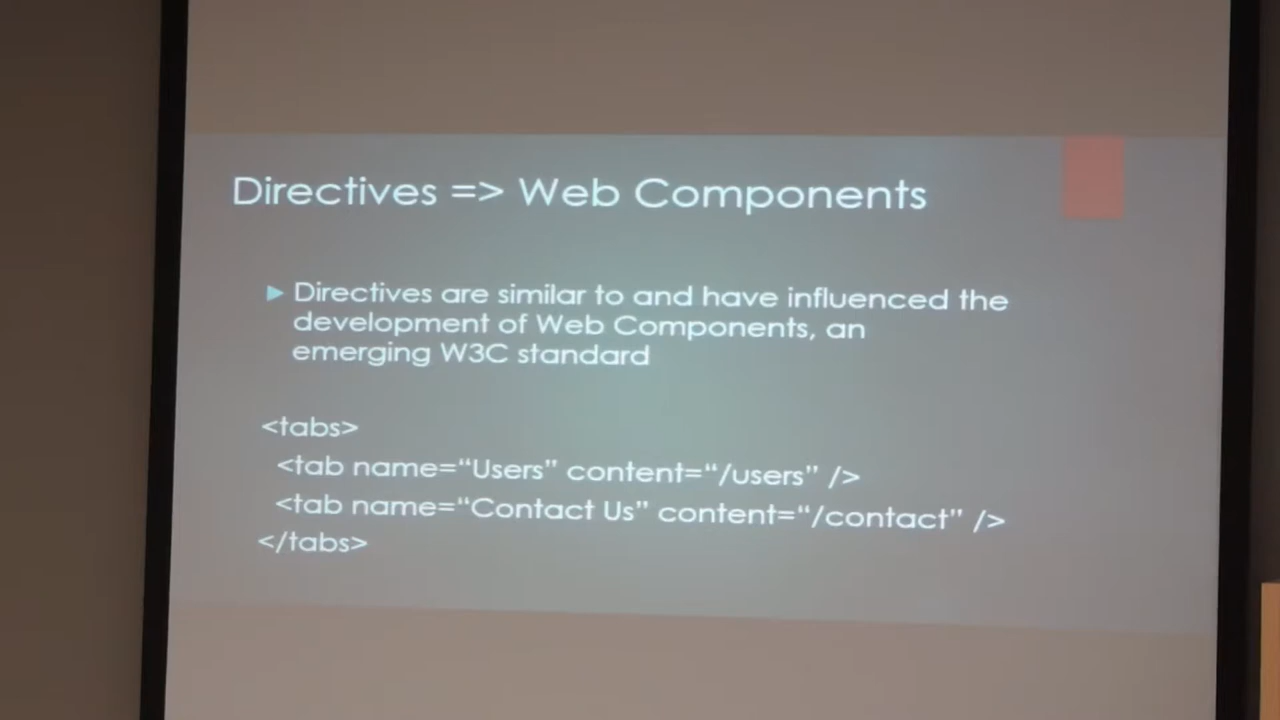 Directives => Web Components
Directives are similar to and have influenced the
development of Web Components, an
emerging W3C standard
<tabs>
<tab name=“Users” content=“/users” />
<tab name=“Contact Us” content=“/contact” />
</tabs>